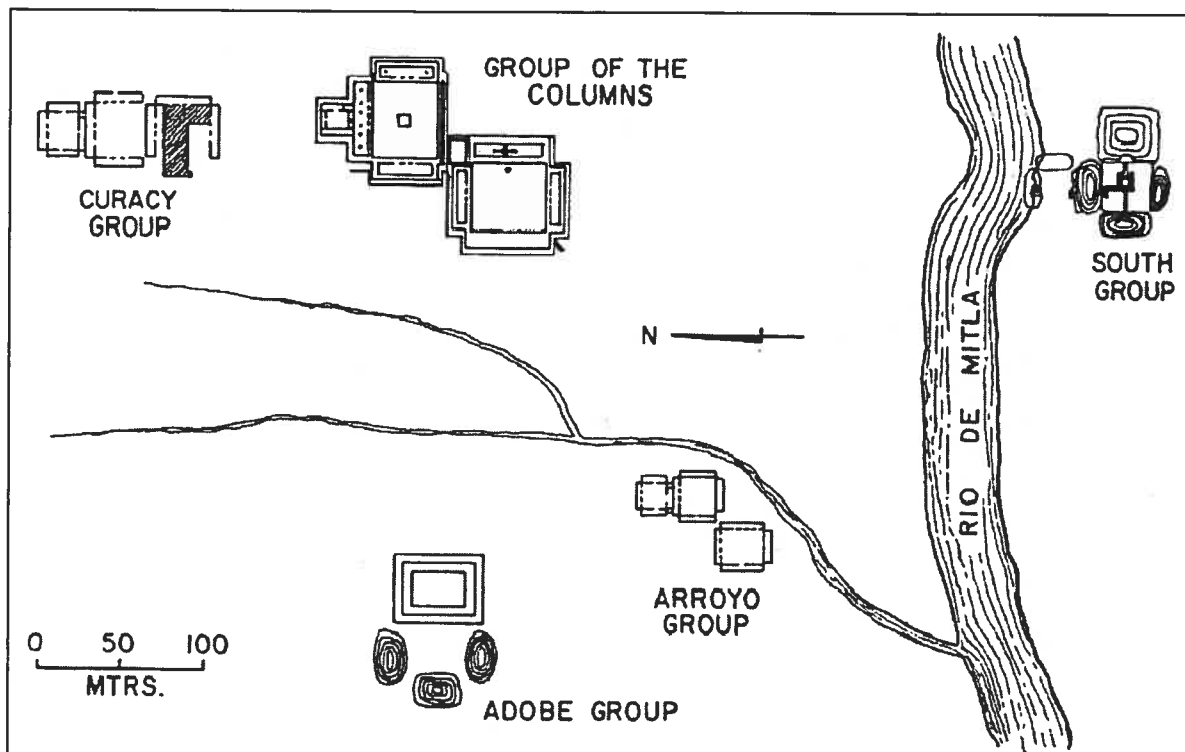 GROUP OF THE
COLUMNS
CURACY
GROUP
SOUTH
GROUP
N
RIO DE MITLA
ARROYO
GROUP
0 50 100
MTRS.
ADOBE GROUP